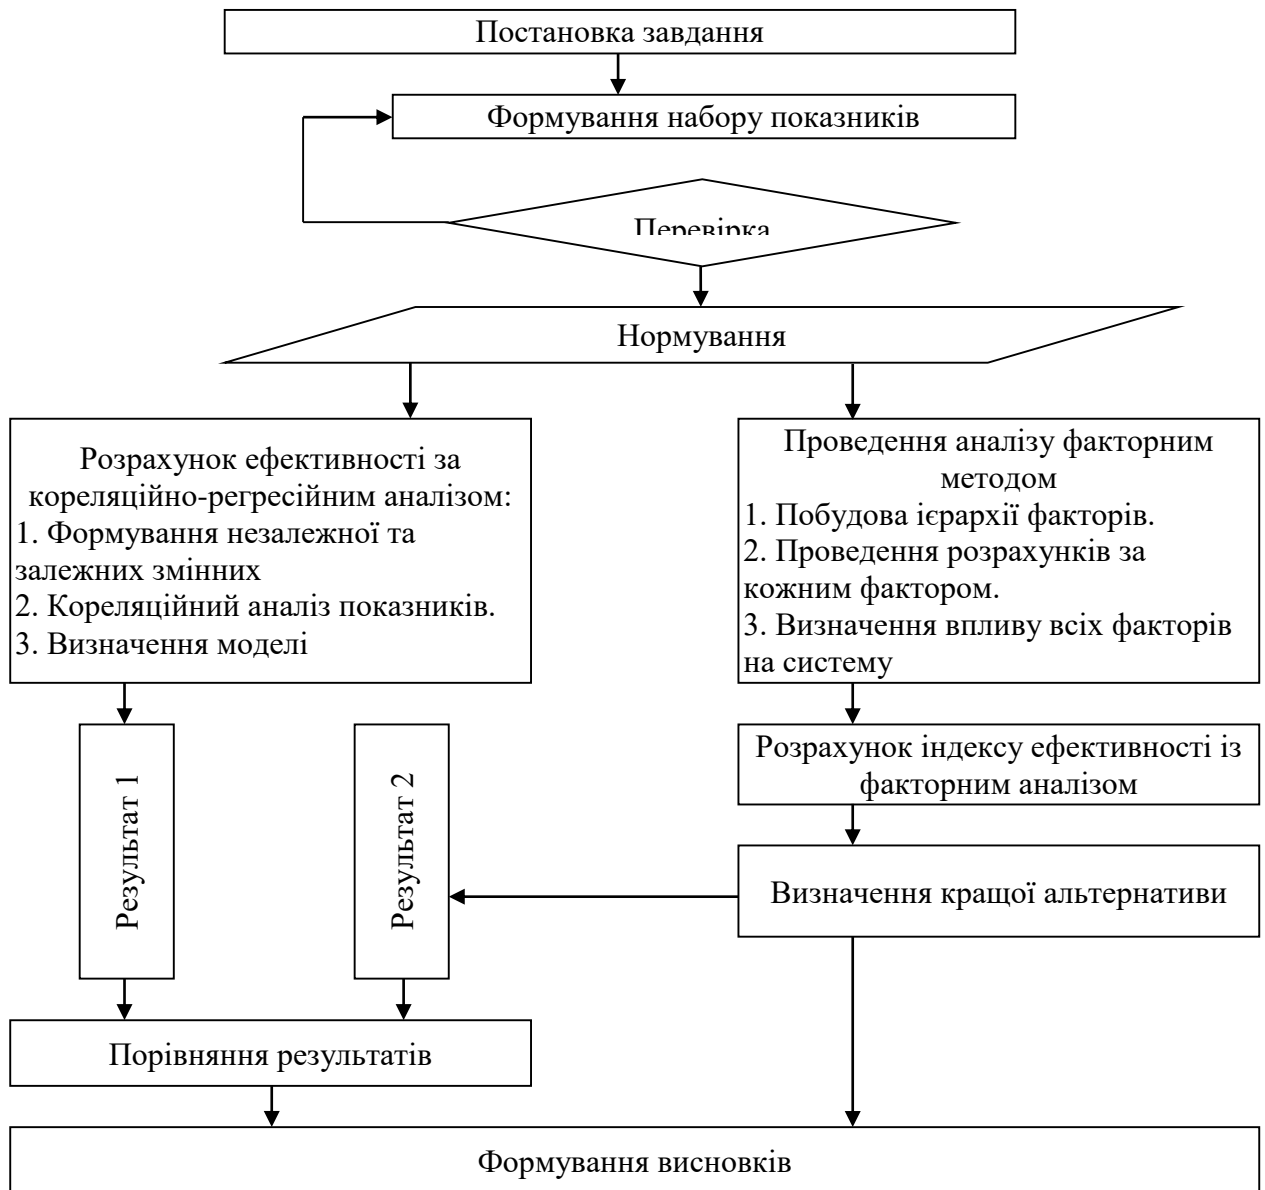 Постановка завдання
Формування набору показників
Перевірка
Нормування
Розрахунок ефективності за
кореляційно-регресійним аналізом:
1. Формування незалежної та
залежних змінних
2. Кореляційний аналіз показників.
3. Визначення моделі
Проведення аналізу факторним
методом
1. Побудова ієрархії факторів.
2. Проведення розрахунків за
кожним фактором.
3. Визначення впливу всіх факторів
на систему
Результат 1
Результат 2
Розрахунок індексу ефективності із
факторним аналізом
Визначення кращої альтернативи
Порівняння результатів
Формування висновків